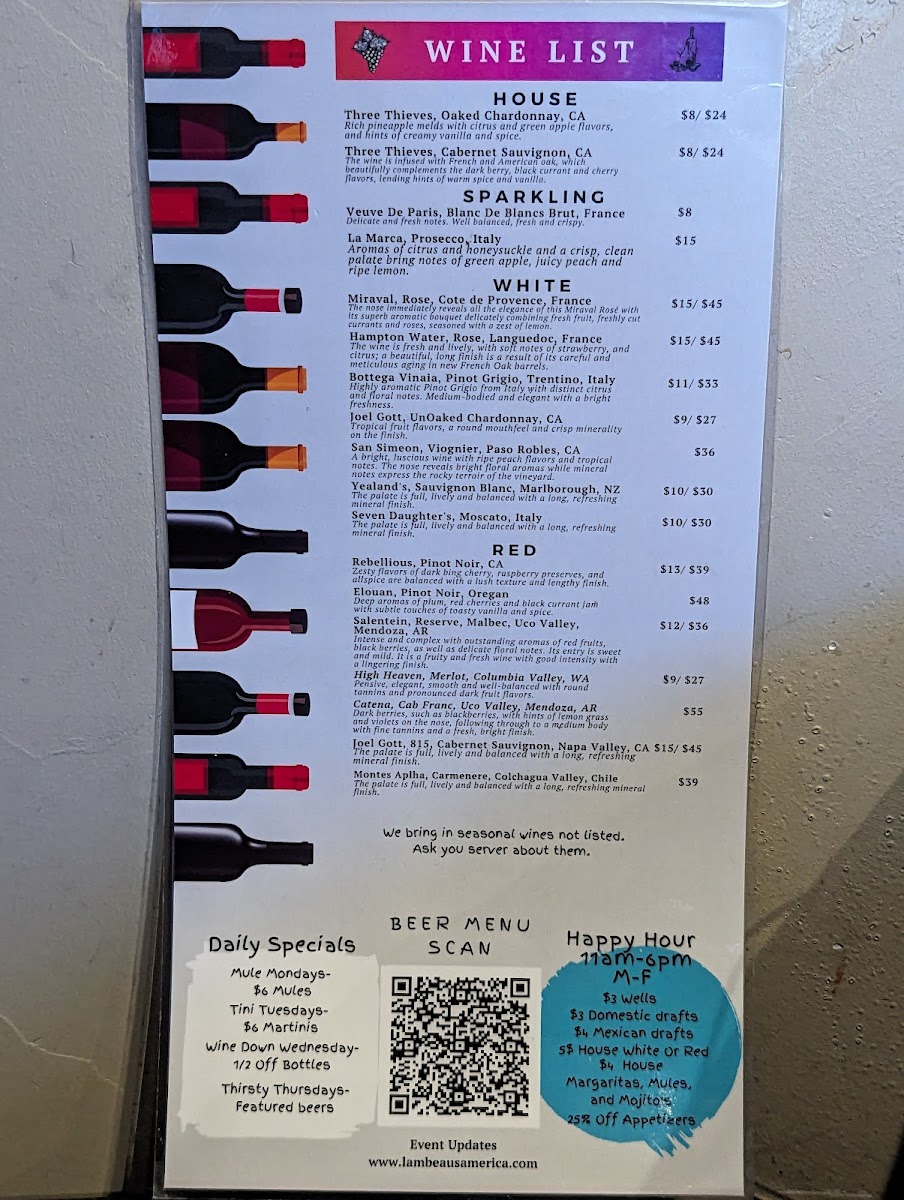 WINE LIST
HOUSE
Three Thieves, Oaked Chardonnay, CA $8/ $24
Rich pineapple melds with citrus and green apple flavors,
and hints of creamy vanilla and spice.
Three Thieves, Cabernet Sauvignon, CA $8/ $24
The wine is infused with French and American oak, which
beautifully complements the dark berry, black currant and cherry
flavors, lending hints of warm spice and vanilla.
SPARKLING
Veuve De Paris, Blanc De Blancs Brut, France $8
Delicate and fresh notes. Well balanced, fresh and crispy.
La Marca, Prosecco, Italy $15
Aromas of citrus and honeysuckle and a crisp, clean
palate bring notes of green apple, juicy peach and
ripe lemon.
WHITE
Miraval, Rose, Cote de Provence, France $15/ $45
The nose immediately reveals all the elegance of this Miraval Rosé with
its superb aromatic bouquet delicately combining fresh fruit, freshly cut
currants and roses, seasoned with a zest of lemon.
Hampton Water, Rose, Languedoc, France $15/ $45
The wine is fresh and lively, with soft notes of strawberry, and
citrus; a beautiful, long finish is a result of its careful and
meticulous aging in new French Oak barrels.
Bottega Vinaia, Pinot Grigio, Trentino, Italy $11/ $33
Highly aromatic Pinot Grigio from Italy with distinct citrus
and floral notes. Medium-bodied and elegant with a bright
freshness.
Joel Gott, UnOaked Chardonnay, CA $9/ $27
Tropical fruit flavors, a round mouthfeel and crisp minerality
on the finish.
San Simeon, Viognier, Paso Robles, CA $36
A bright, luscious wine with ripe peach flavors and tropical
notes. The nose reveals bright floral aromas while mineral
notes express the rocky terroir of the vineyard.
Yealand's, Sauvignon Blanc, Marlborough, NZ $10/ $30
The palate is full, lively and balanced with a long, refreshing
mineral finish.
Seven Daughter's, Moscato, Italy $10/ $30
The palate is full, lively and balanced with a long, refreshing
mineral finish.
RED
Rebellious, Pinot Noir, CA $13/ $39
Zesty flavors of dark bing cherry, raspberry preserves, and
allspice are balanced with a lush texture and lengthy finish.
Elouan, Pinot Noir, Oregan $48
Deep aromas of plum, red cherries and black currant jam
with subtle touches of toasty vanilla and spice.
Salentein, Reserve, Malbec, Uco Valley, $12/ $36
Mendoza, AR
Intense and complex with outstanding aromas of red fruits,
black berries, as well as delicate floral notes. Its entry is sweet
and mild. It is a fruity and fresh wine with good intensity with
a lingering finish.
High Heaven, Merlot, Columbia Valley, WA $9/ $27
Pensive, elegant, smooth and well-balanced with round
tannins and pronounced dark fruit flavors.
Catena, Cab Franc, Uco Valley, Mendoza, AR $55
Dark berries, such as blackberries, with hints of lemon grass
and violets on the nose, following through to a medium body
with fine tannins and a fresh, bright finish.
Joel Gott, 815, Cabernet Sauvignon, Napa Valley, CA $15/ $45
The palate is full, lively and balanced with a long, refreshing
mineral finish.
Montes Aplha, Carmenere, Colchagua Valley, Chile $39
The palate is full, lively and balanced with a long, refreshing mineral
finish.
We bring in seasonal wines not listed.
Ask you server about them.
Daily Specials
Mule Mondays-
$6 Mules
Tini Tuesdays-
$6 Martinis
Wine Down Wednesday-
1/2 Off Bottles
Thirsty Thursdays-
Featured beers
BEER MENU
SCAN
Event Updates
www.lambeausamerica.com
Happy Hour
11am-6pm
M-F
$3 Wells
$3 Domestic drafts
$4 Mexican drafts
5$ House White Or Red
$4 House
Margaritas, Mules,
and Mojito's
25% Off Appetizers